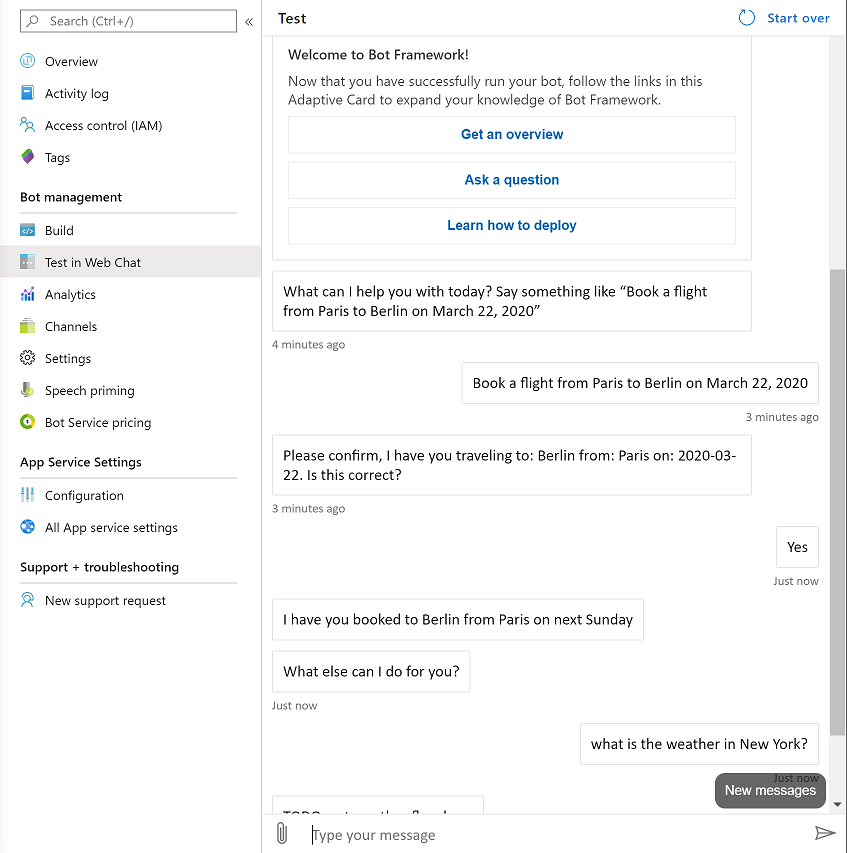 Search (Ctrl+/)
«
Overview
Activity log
Access control (IAM)
Tags
Bot management
Build
Test in Web Chat
Analytics
Channels
Settings
Speech priming
Bot Service pricing
App Service Settings
Configuration
All App service settings
Support + troubleshooting
New support request
Test
Start over
Welcome to Bot Framework!
Now that you have successfully run your bot, follow the links in this
Adaptive Card to expand your knowledge of Bot Framework.
Get an overview
Ask a question
Learn how to deploy
What can I help you with today? Say something like “Book a flight
from Paris to Berlin on March 22, 2020”
4 minutes ago
Book a flight from Paris to Berlin on March 22, 2020
3 minutes ago
Please confirm, I have you traveling to: Berlin from: Paris on: 2020-03-
22. Is this correct?
3 minutes ago
Yes
Just now
I have you booked to Berlin from Paris on next Sunday
What else can I do for you?
Just now
what is the weather in New York?
Just now
New messages
TODO
Type your message